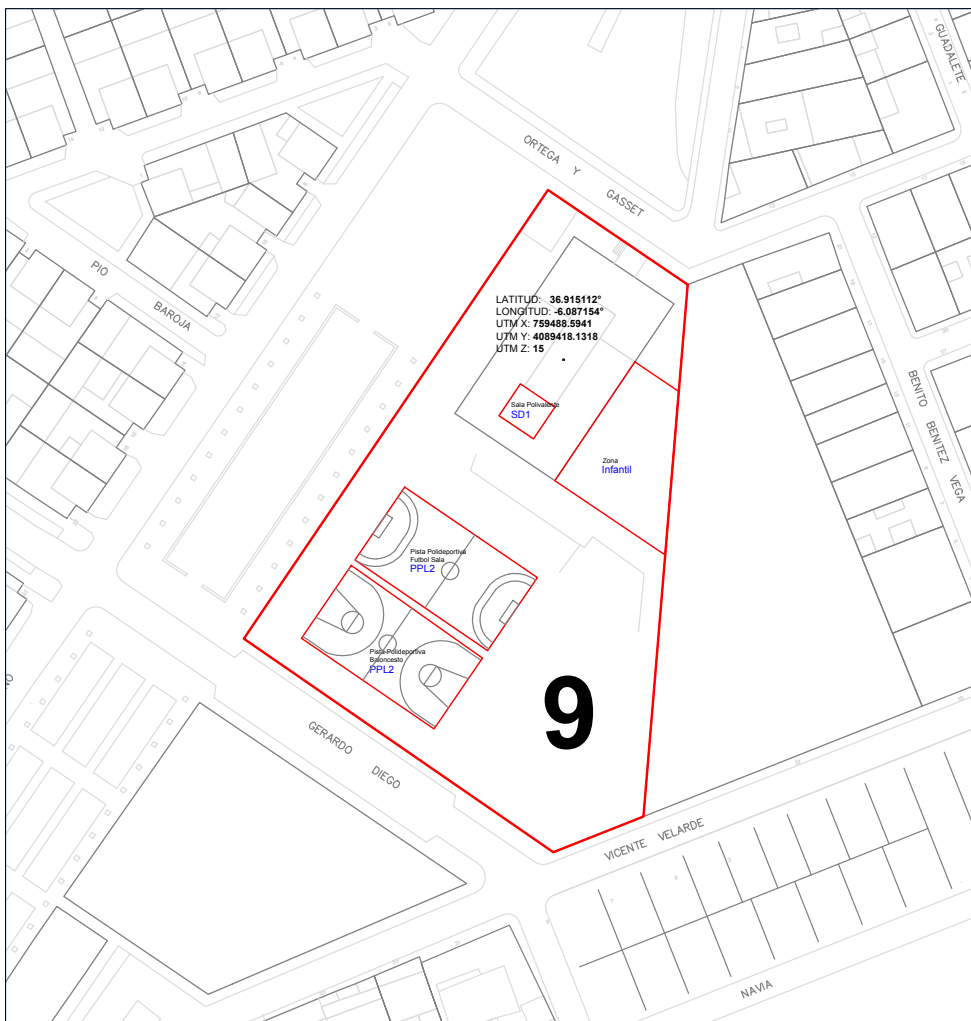 GUADALETE
ORTEGA Y GASSET
PIO BAROJA
LATITUD: 36.915112°
LONGITUD: -6.087154°
UTM X: 759488.5941
UTM Y: 4089418.1318
UTM Z: 15
Sala Polivalente
SD1
Zona
Infantil
BENITO BENITEZ VEGA
Pista Polideportiva
Futbol Sala
PPL2
Pista Polideportiva
Baloncesto
PPL2
9
GERARDO DIEGO
VICENTE VELARDE
NAVIA